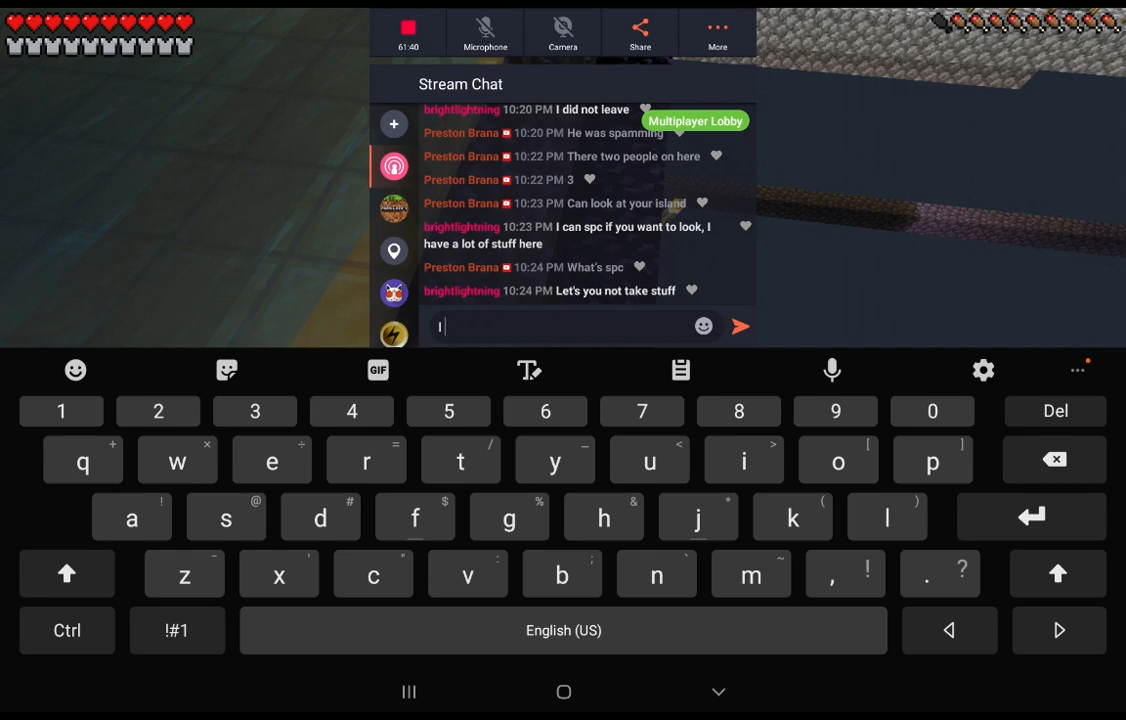 61:40
Microphone
Camera
Share
More
Stream Chat
brightlightning 10:20 PM I did not leave
Multiplayer Lobby
Preston Brana 10:20 PM He was spamming
Preston Brana 10:22 PM There two people on here
Preston Brana 10:22 PM 3
Preston Brana 10:23 PM Can look at your island
brightlightning 10:23 PM I can spc if you want to look, I
have a lot of stuff here
Preston Brana 10:24 PM What's spc
brightlightning 10:24 PM Let's you not take stuff
I
GIF
1 2 3 4 5 6 7 8 9 0 Del
+ × ÷ = / _ < > [ ]
q w e r t y u i o p
! @ # $ % & * ( )
a s d f g h j k l
- ' " : ; ` ~ ! ?
z x c v b n m , .
Ctrl !#1 English (US)